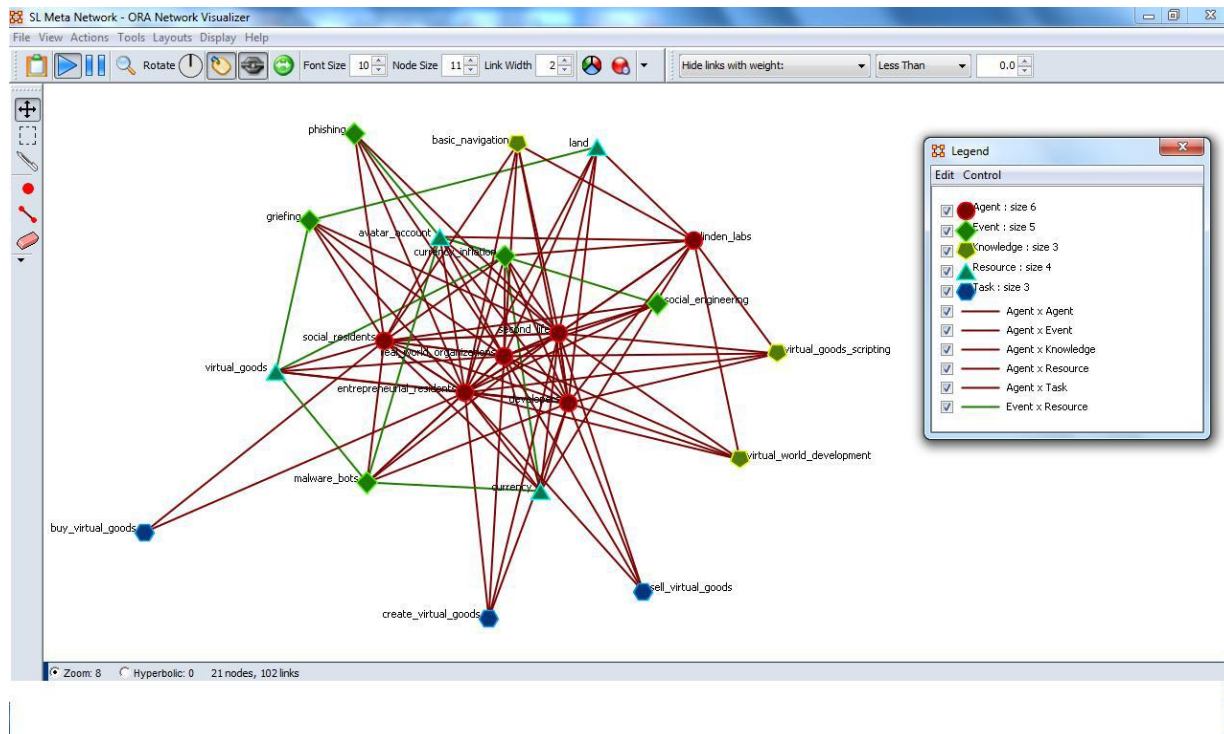 SL Meta Network - ORA Network Visualizer
File View Actions Tools Layouts Display Help
Rotate Font Size 10 Node Size 11 Link Width 2 Hide links with weight: Less Than 0.0
phishing
basic_navigation
land
griefing
avatar_account
linden_labs
currency_inflation
social_engineering
social_residents
second_life
real_world_organizations
virtual_goods_scripting
virtual_goods
entrepreneurial_residents
developers
virtual_world_development
malware_bots
currency
buy_virtual_goods
sell_virtual_goods
create_virtual_goods
Legend
Edit Control
Agent : size 6
Event : size 5
Knowledge : size 3
Resource : size 4
Task : size 3
Agent x Agent
Agent x Event
Agent x Knowledge
Agent x Resource
Agent x Task
Event x Resource
Zoom: 8 Hyperbolic: 0 21 nodes, 102 links